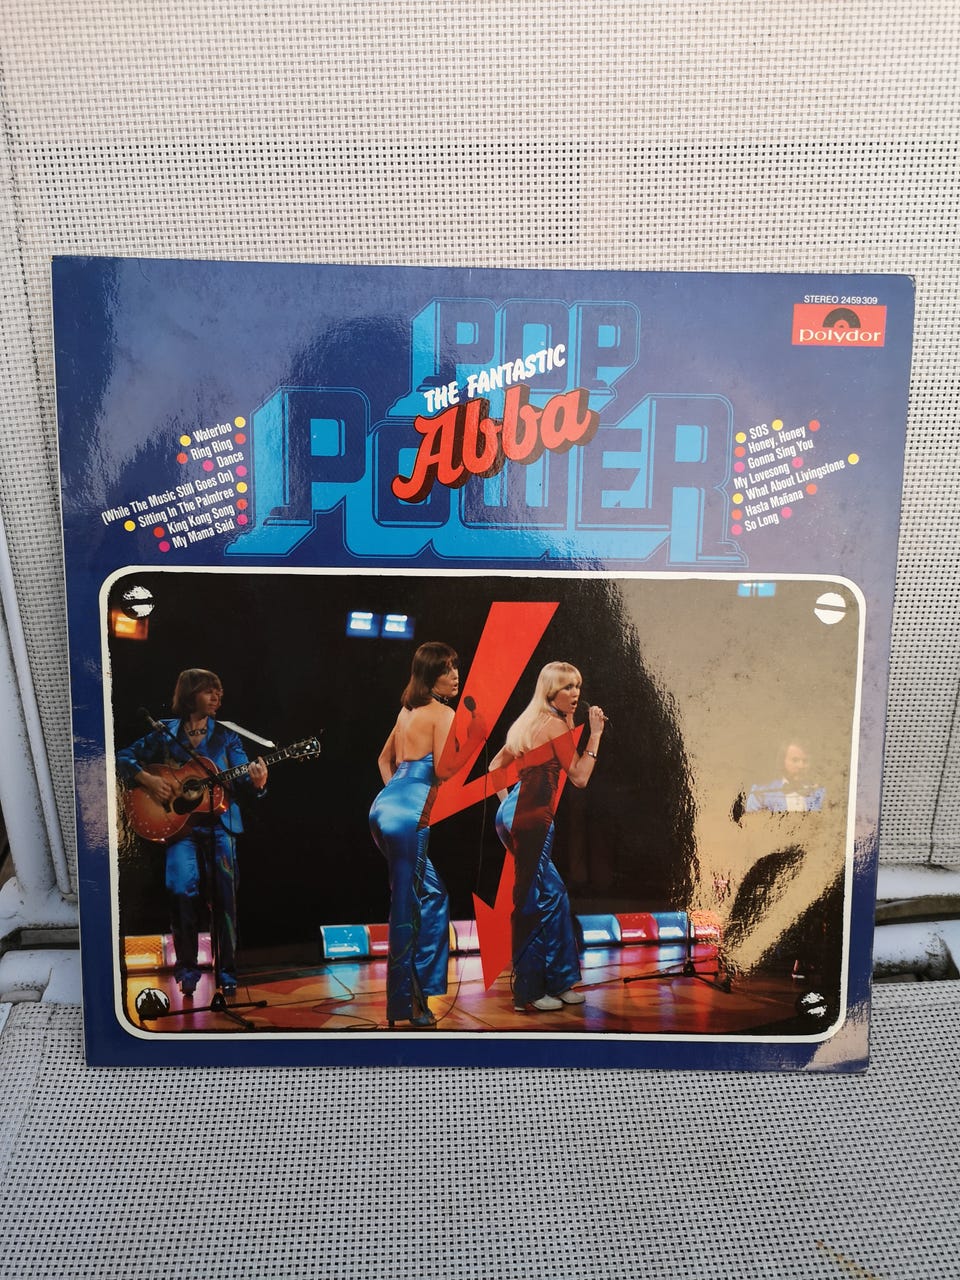 STEREO 2459309
polydor
POP
POWER
THE FANTASTIC
Abba
Waterloo
Ring Ring
Dance
(While The Music Still Goes On)
Sitting In The Palmtree
King Kong Song
My Mama Said
SOS
Honey, Honey
Gonna Sing You
My Lovesong
What About Livingstone
Hasta Mañana
So Long